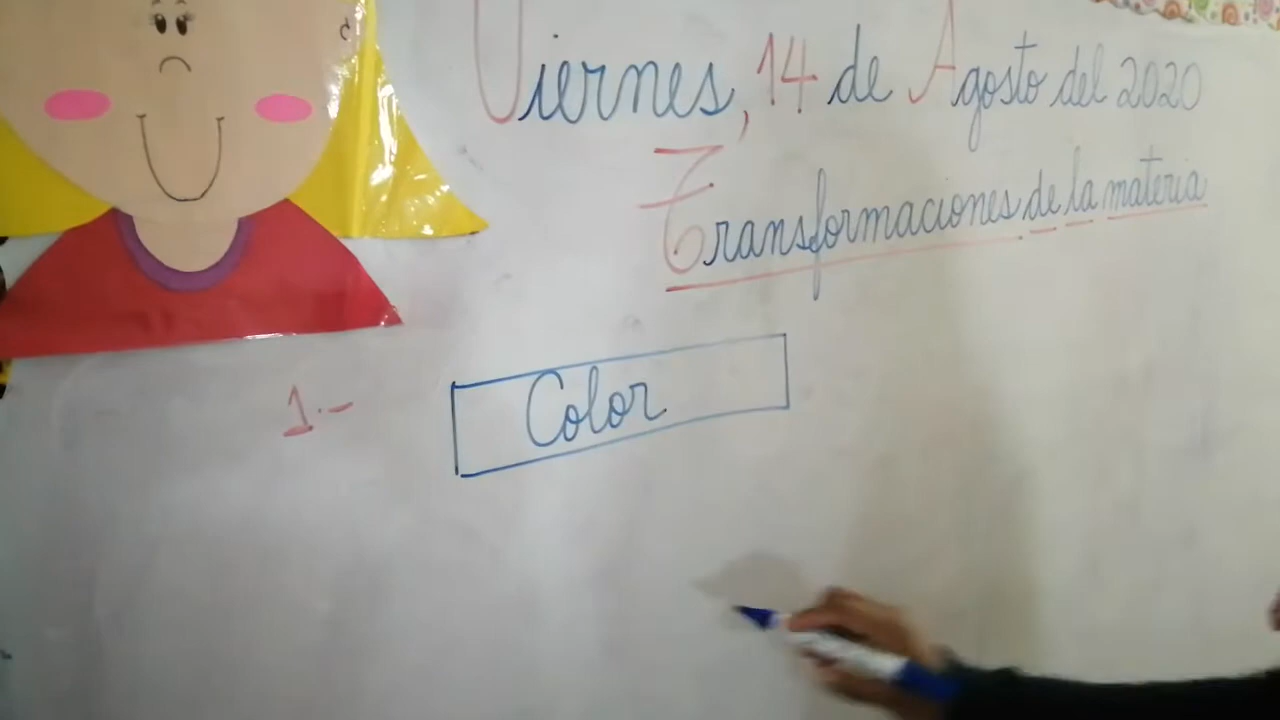 Viernes, 14 de Agosto del 2020
Transformaciones de la materia
1.- Color